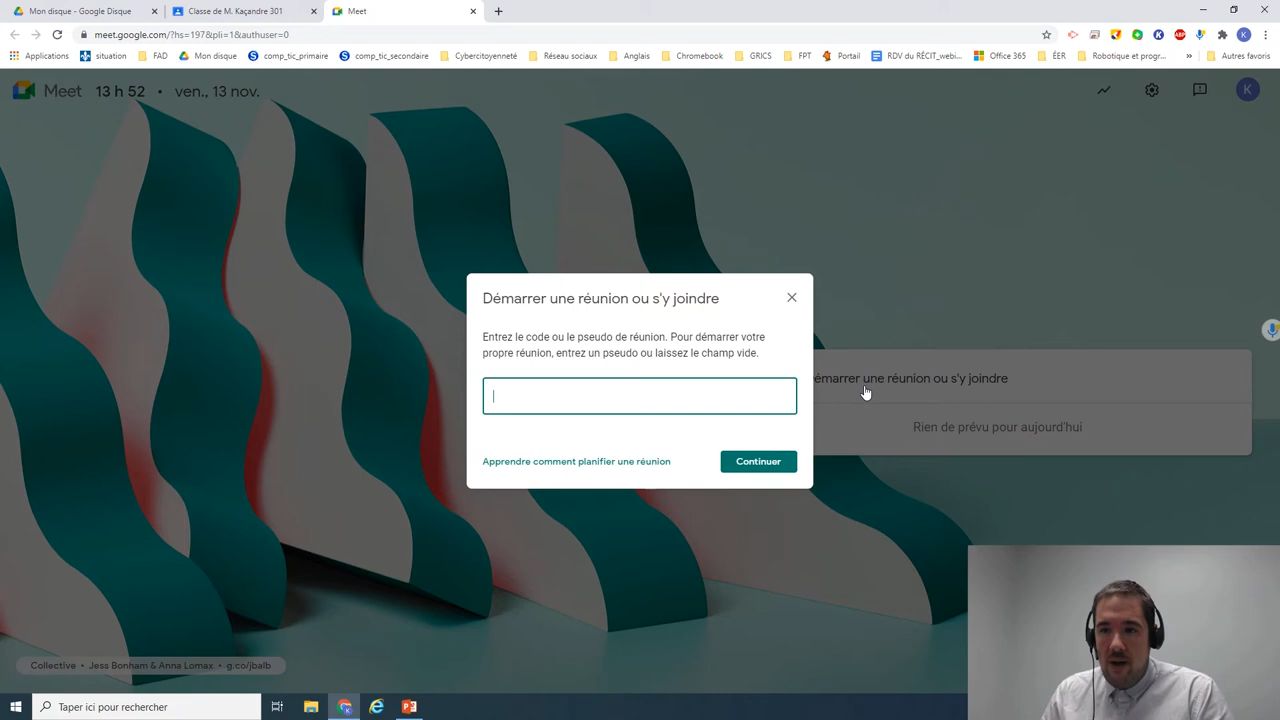 Mon disque - Google Disque
Classe de M. Kaçandre 301
Meet
meet.google.com/?hs=197&pli=1&authuser=0
Applications
situation
FAD
Mon disque
comp_tic_primaire
comp_tic_secondaire
Cybercitoyenneté
Réseau sociaux
Anglais
Chromebook
GRICS
FPT
Portail
RDV du RÉCIT_webi...
Office 365
ÉER
Robotique et progr...
Autres favoris
Meet 13 h 52 • ven., 13 nov.
K
Démarrer une réunion ou s'y joindre
Entrez le code ou le pseudo de réunion. Pour démarrer votre
propre réunion, entrez un pseudo ou laissez le champ vide.
Apprendre comment planifier une réunion
Continuer
émarrer une réunion ou s'y joindre
Rien de prévu pour aujourd'hui
Collective • Jess Bonham & Anna Lomax • g.co/jbalb
Taper ici pour rechercher